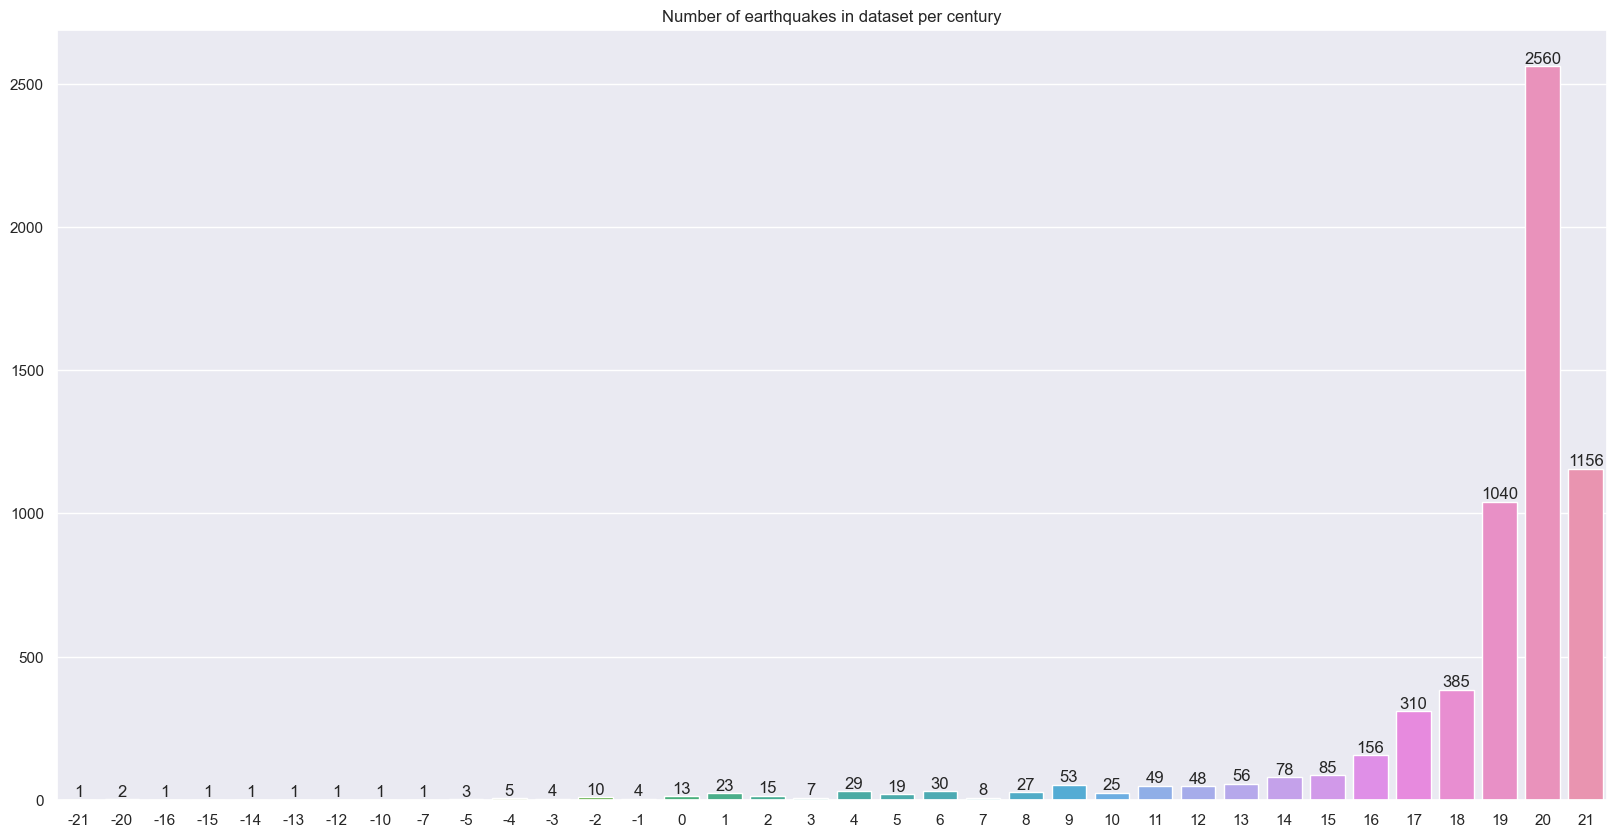 Number of earthquakes in dataset per century
2500
2000
1500
1000
500
0
1 2 1 1 1 1 1 1 1 3 5 4 10 4 13 23 15 7 29 19 30 8 27 53 25 49 48 56 78 85 156 310 385 1040 2560 1156
-21 -20 -16 -15 -14 -13 -12 -10 -7 -5 -4 -3 -2 -1 0 1 2 3 4 5 6 7 8 9 10 11 12 13 14 15 16 17 18 19 20 21